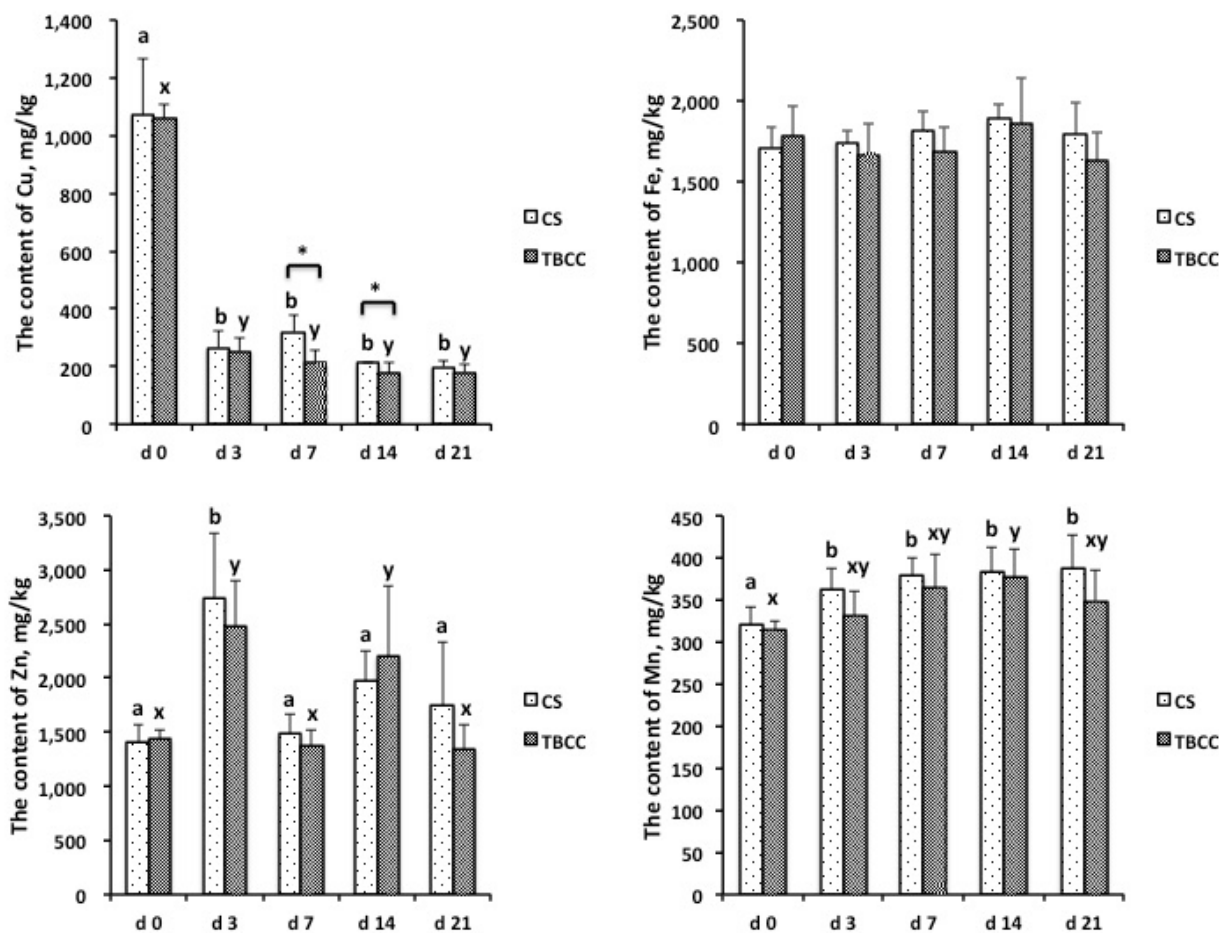 The content of Cu, mg/kg
1,400
1,200
1,000
800
600
400
200
0
a x
b y
* b y
* b y
b y
d 0 d 3 d 7 d 14 d 21
CS
TBCC
The content of Fe, mg/kg
2,500
2,000
1,500
1,000
500
0
d 0 d 3 d 7 d 14 d 21
CS
TBCC
The content of Zn, mg/kg
3,500
3,000
2,500
2,000
1,500
1,000
500
0
a x
b y
a x
a y
a x
d 0 d 3 d 7 d 14 d 21
CS
TBCC
The content of Mn, mg/kg
450
400
350
300
250
200
150
100
50
0
a x
b xy
b xy
b y
b xy
d 0 d 3 d 7 d 14 d 21
CS
TBCC